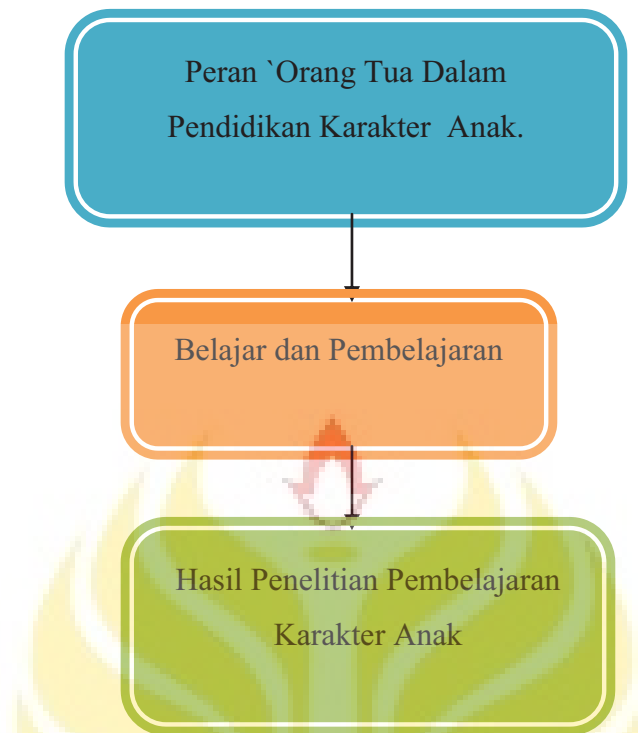 Peran `Orang Tua Dalam
Pendidikan Karakter  Anak.
Belajar dan Pembelajaran
Hasil Penelitian Pembelajaran
Karakter Anak